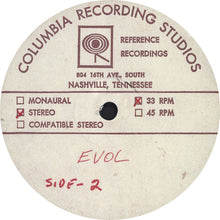 COLUMBIA RECORDING STUDIOS
REFERENCE
RECORDINGS
804 16TH AVE., SOUTH
NASHVILLE, TENNESSEE
MONAURAL
33 RPM
STEREO
45 RPM
COMPATIBLE STEREO
EVOL
SIDE-2